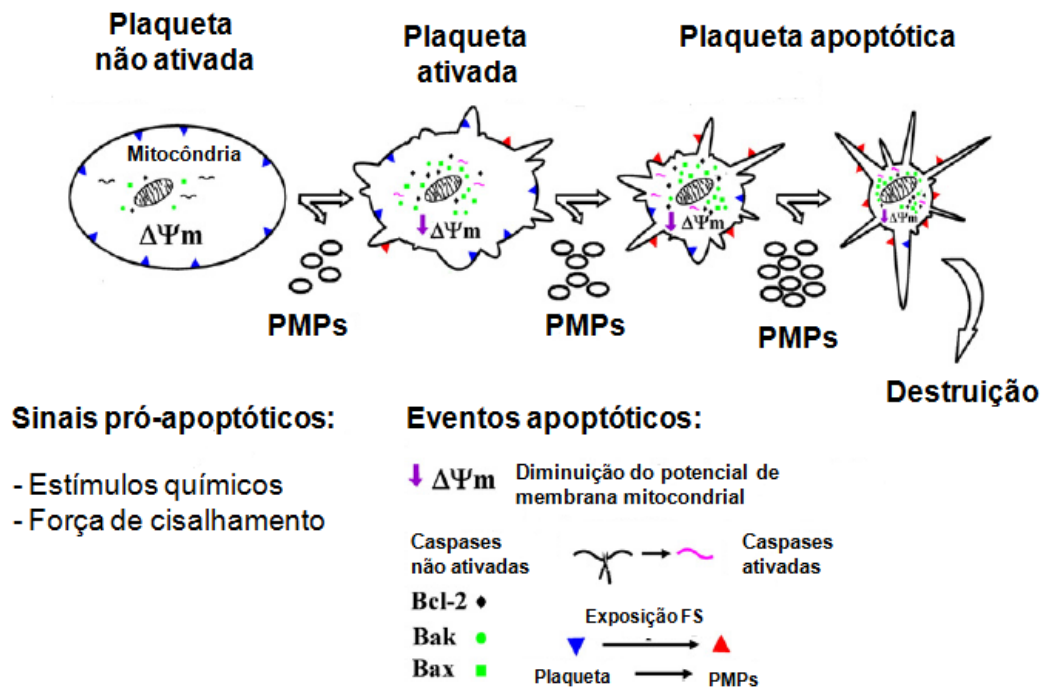 Plaqueta
não ativada
Plaqueta
ativada
Plaqueta apoptótica
Mitocôndria
ΔΨm
ΔΨm
ΔΨm
ΔΨm
PMPs
PMPs
PMPs
Destruição
Sinais pró-apoptóticos:
- Estímulos químicos
- Força de cisalhamento
Eventos apoptóticos:
ΔΨm Diminuição do potencial de
membrana mitocondrial
Caspases
não ativadas
Caspases
ativadas
Bcl-2
Bak
Bax
Exposição FS
Plaqueta
PMPs